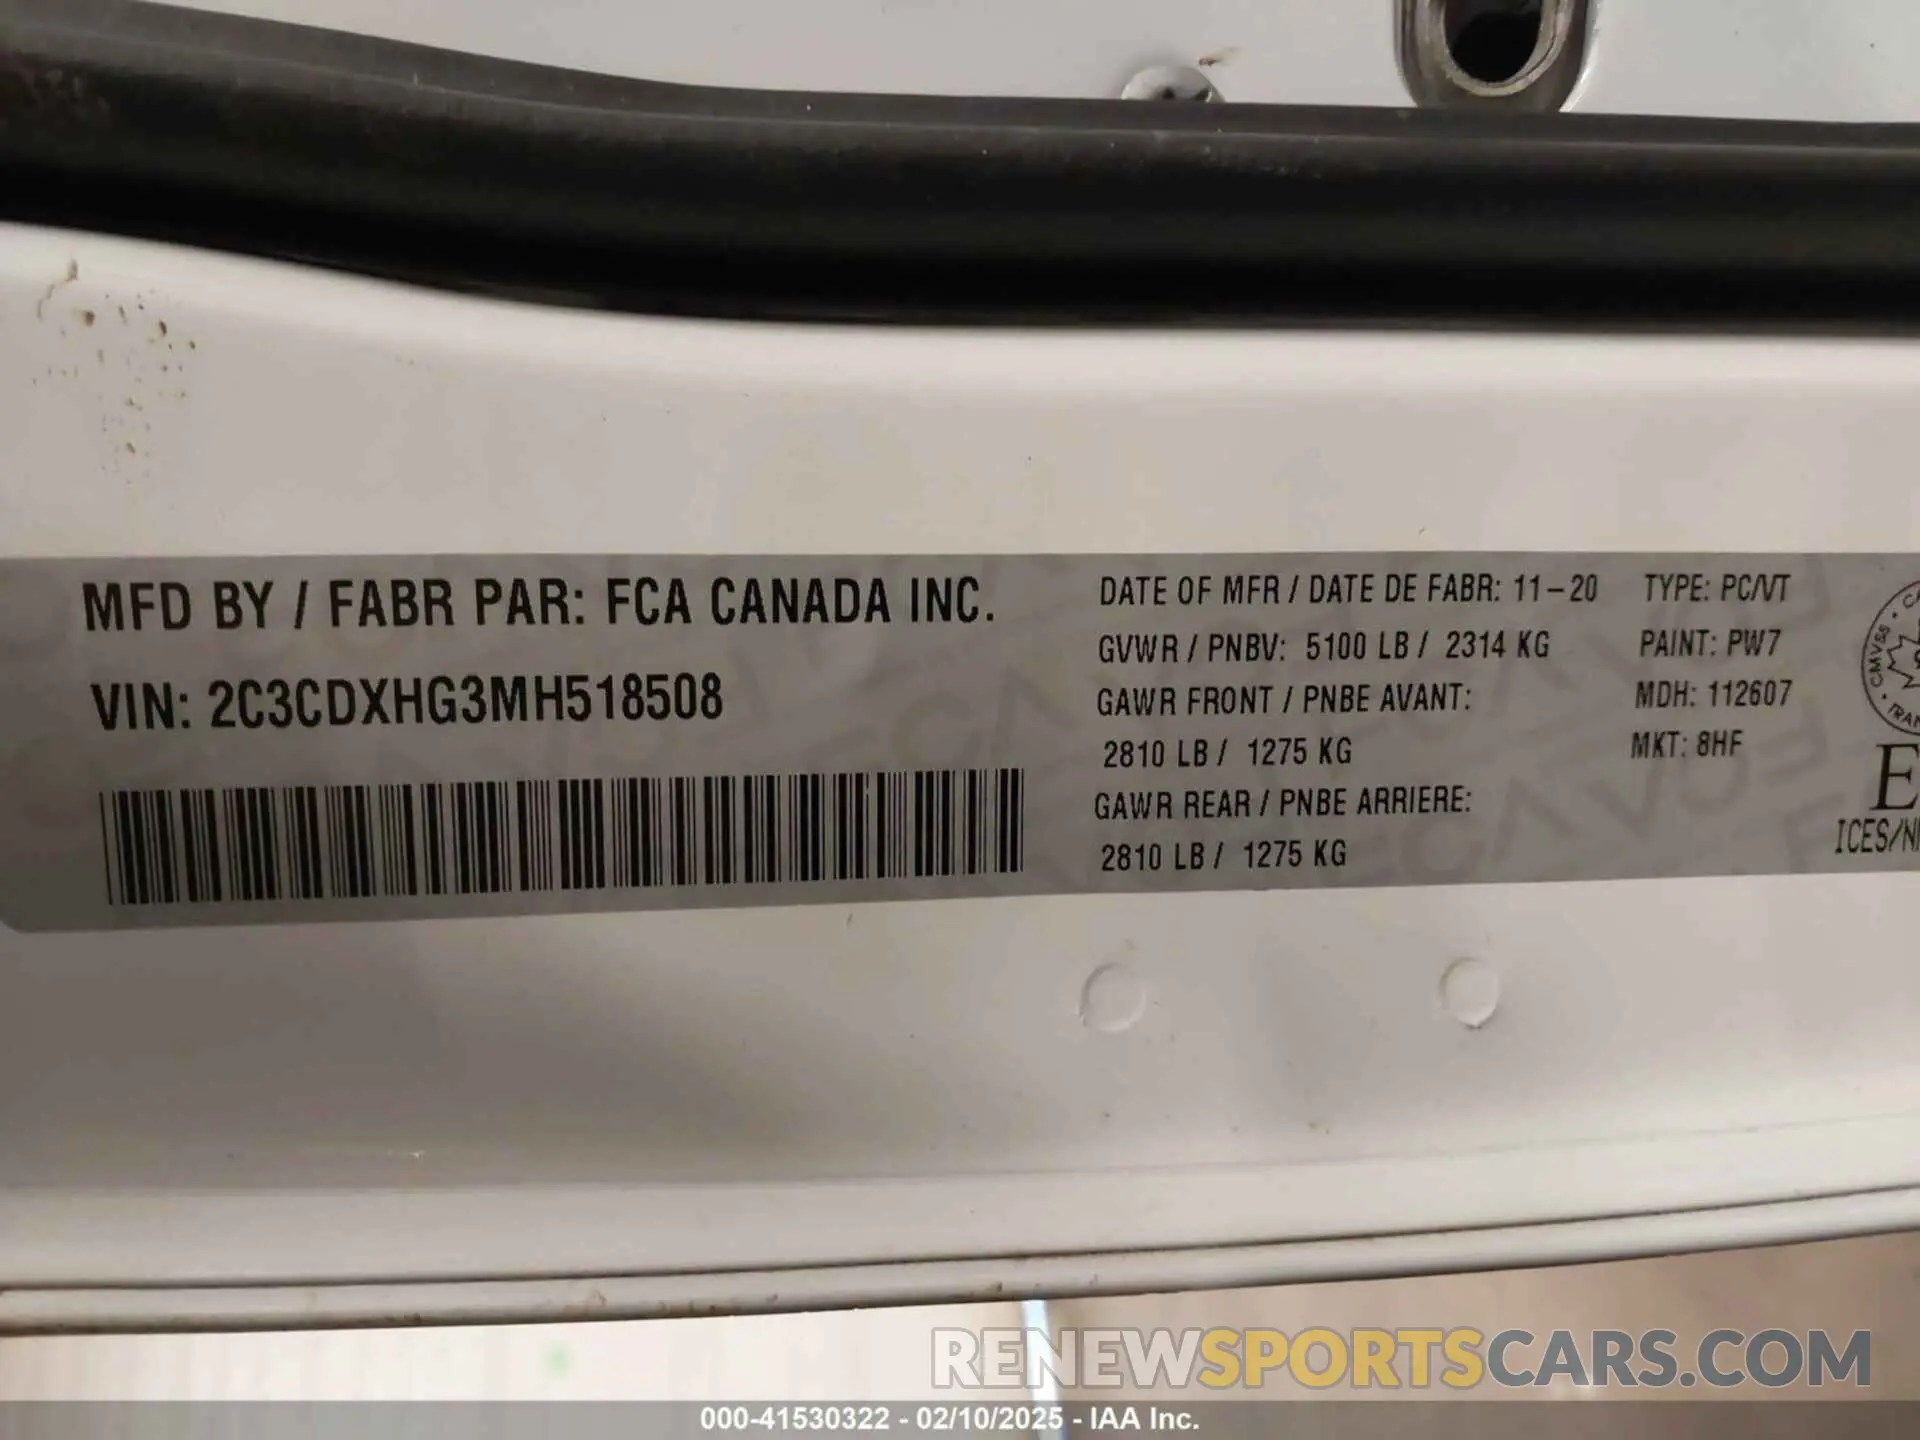 MFD BY / FABR PAR: FCA CANADA INC.
VIN: 2C3CDXHG3MH518508
DATE OF MFR / DATE DE FABR: 11-20
GVWR / PNBV: 5100 LB / 2314 KG
GAWR FRONT / PNBE AVANT:
2810 LB / 1275 KG
GAWR REAR / PNBE ARRIERE:
2810 LB / 1275 KG
TYPE: PC/VT
PAINT: PW7
MDH: 112607
MKT: 8HF
CMVSS
E
RENEWSPORTSCARS.COM
000-41530322 - 02/10/2025 - IAA Inc.